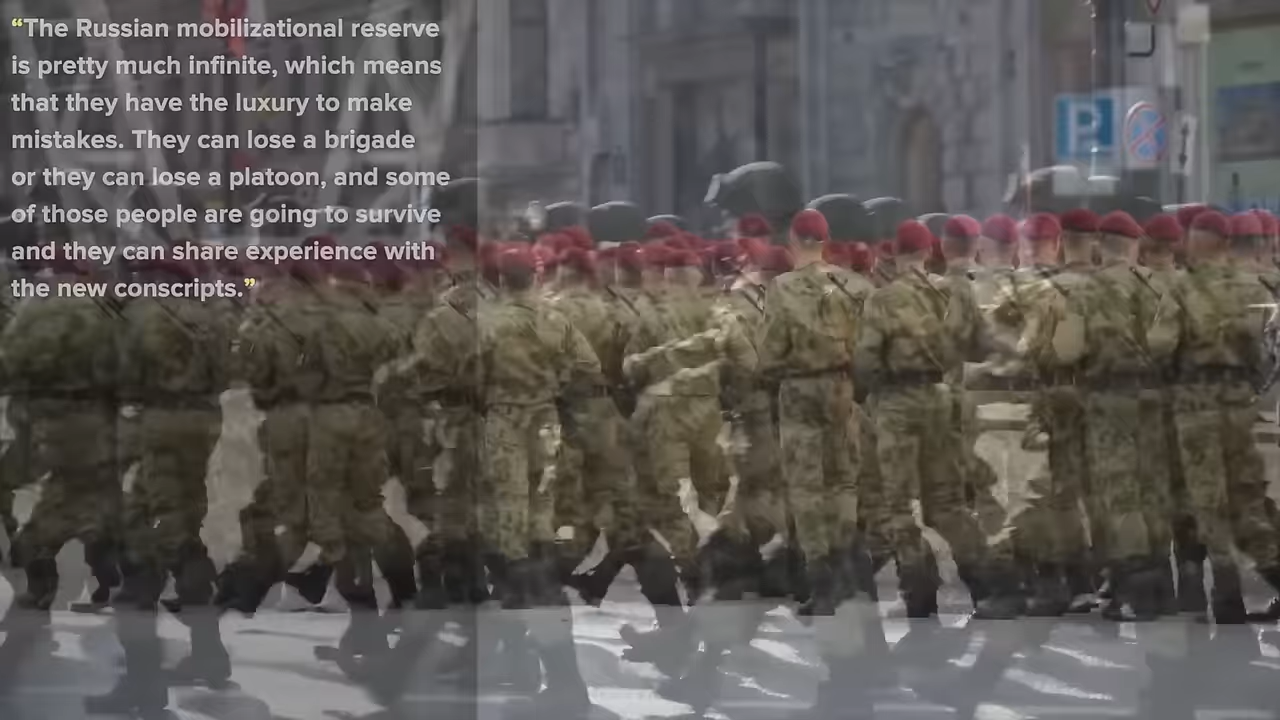 “The Russian mobilizational reserve
is pretty much infinite, which means
that they have the luxury to make
mistakes. They can lose a brigade
or they can lose a platoon, and some
of those people are going to survive
and they can share experience with
the new conscripts.”
P